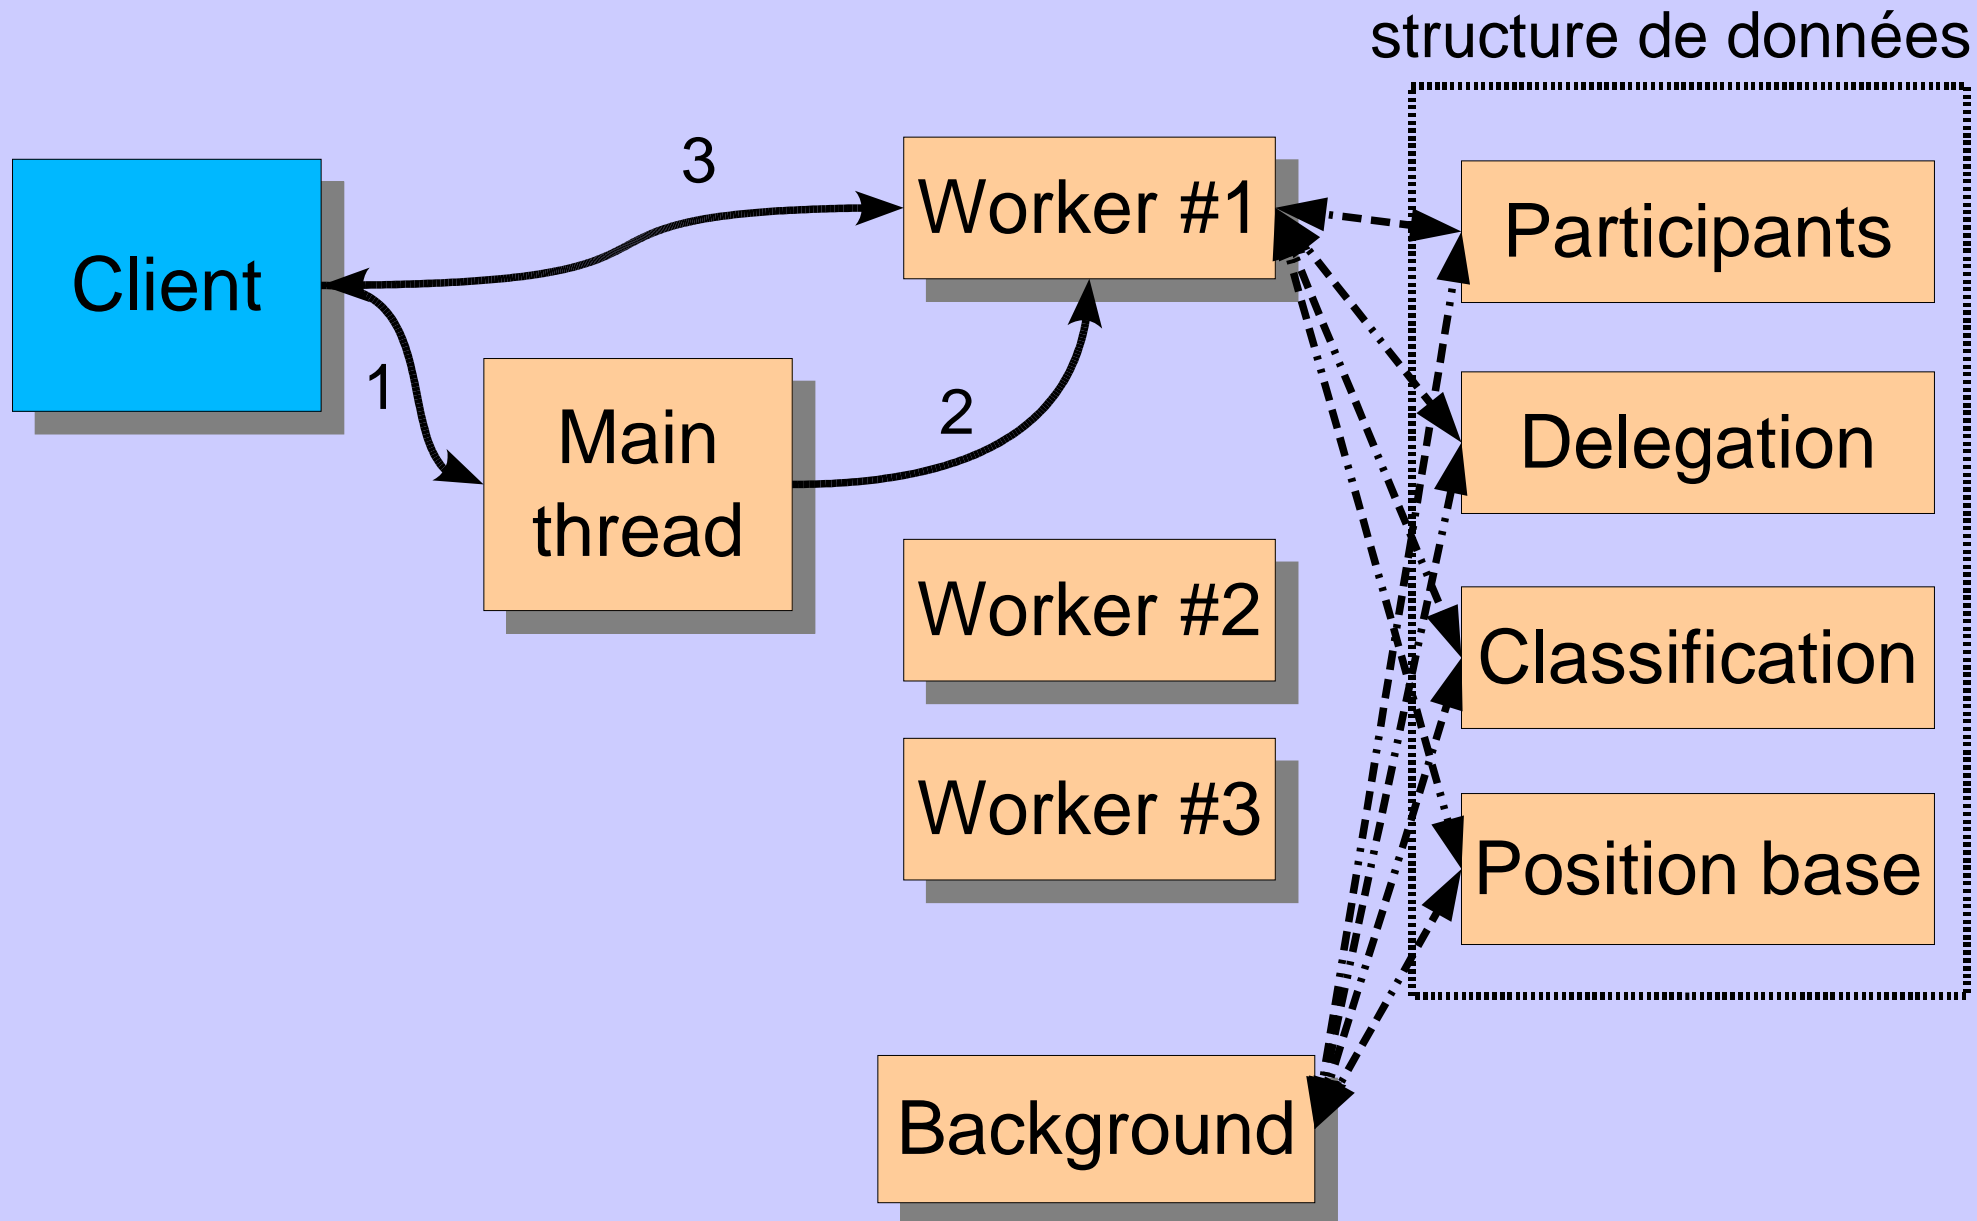 structure de données
3
Worker #1
Participants
Client
1
Main
thread
2
Delegation
Worker #2
Classification
Worker #3
Position base
Background